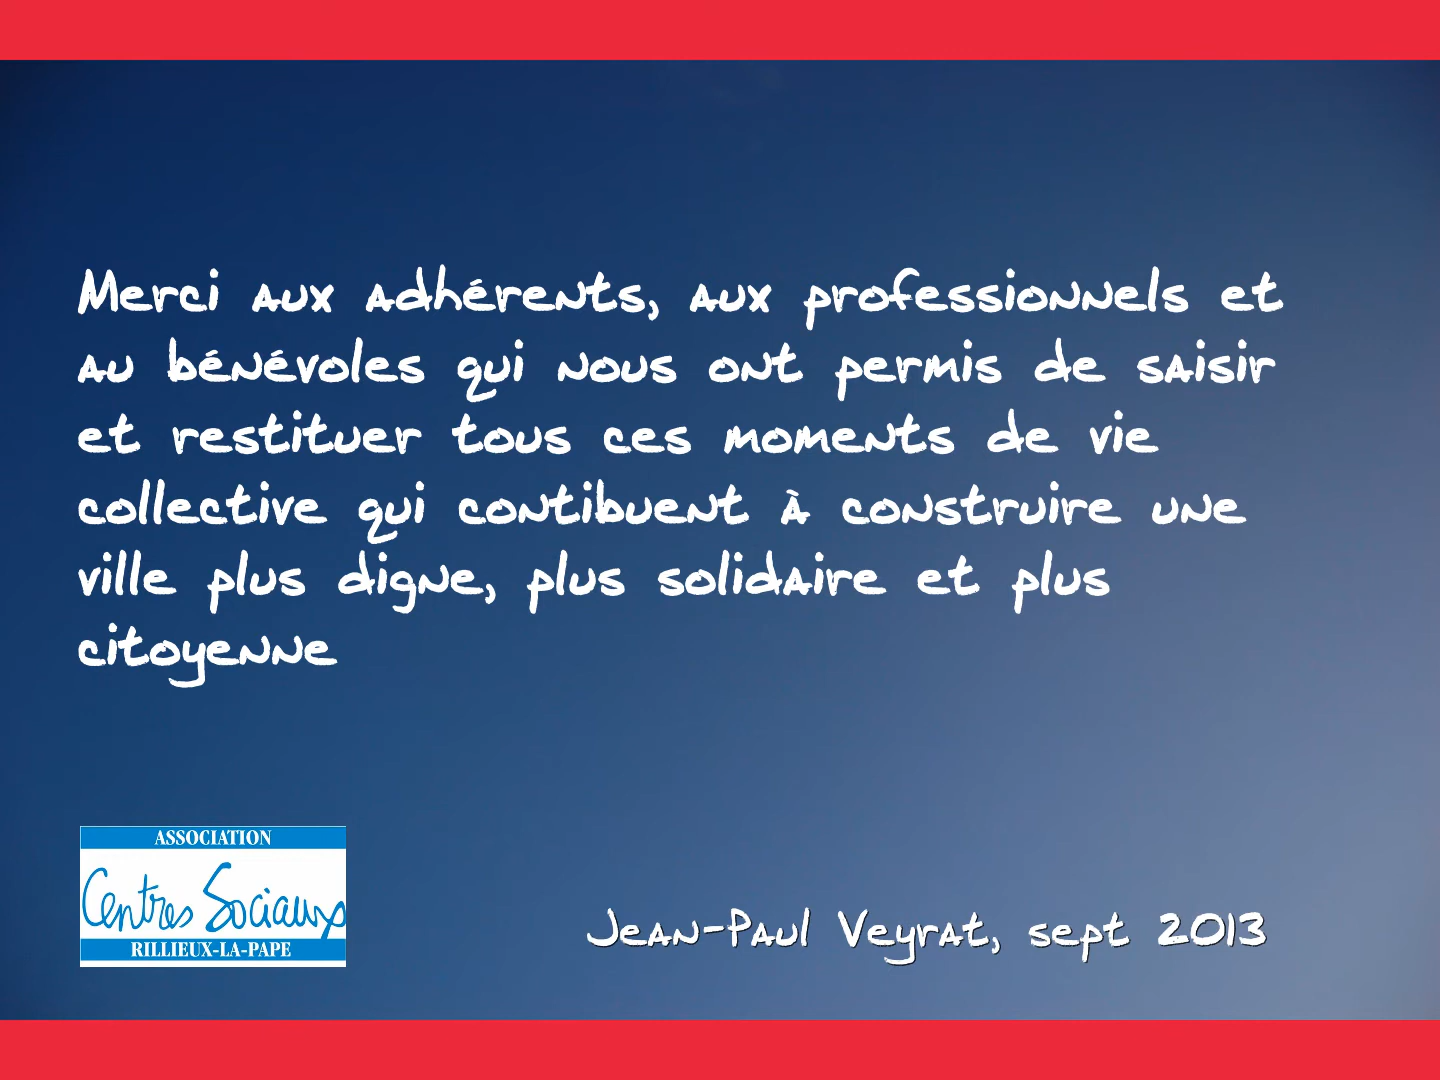 Merci aux adhérents, aux professionnels et
au bénévoles qui nous ont permis de saisir
et restituer tous ces moments de vie
collective qui contibuent à construire une
ville plus digne, plus solidaire et plus
citoyenne
ASSOCIATION
Centres Sociaux
RILLIEUX-LA-PAPE
Jean-Paul Veyrat, sept 2013